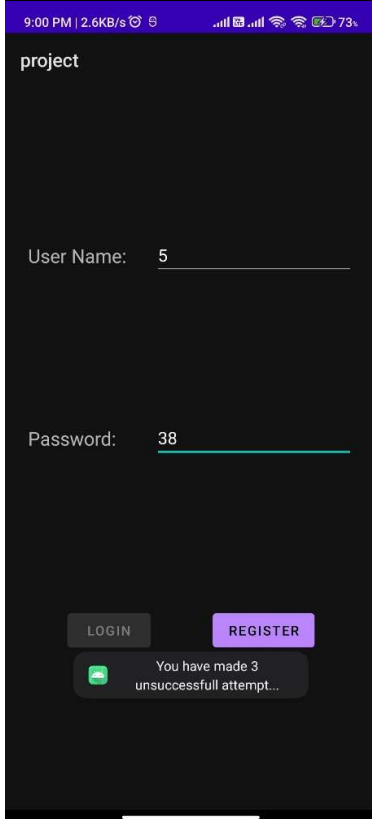 9:00 PM | 2.6KB/s 73%
project
User Name: 5
Password: 38
LOGIN REGISTER
You have made 3
unsuccessfull attempt...